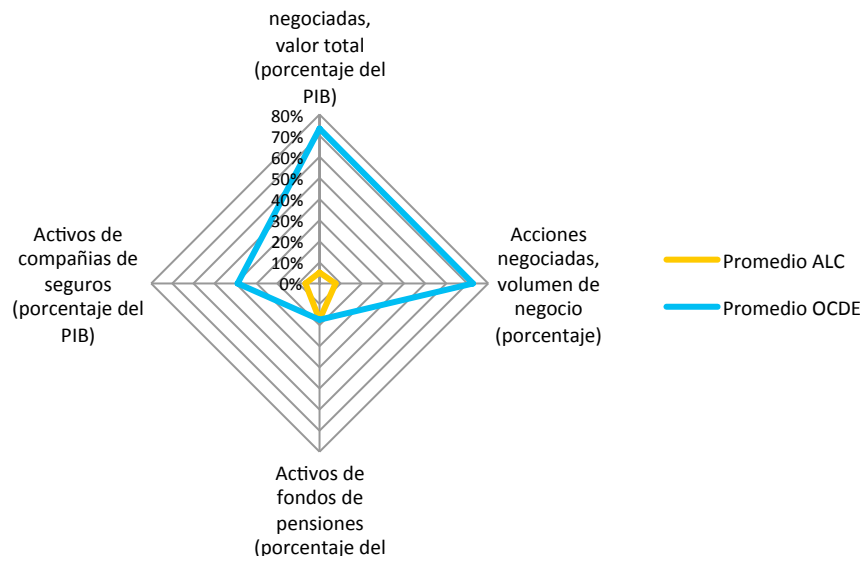 negociadas,
valor total
(porcentaje del
PIB)
80%
70%
60%
50%
40%
30%
20%
10%
0%
Activos de
compañias de
seguros
(porcentaje del
PIB)
Acciones
negociadas,
volumen de
negocio
(porcentaje)
Promedio ALC
Promedio OCDE
Activos de
fondos de
pensiones
(porcentaje del